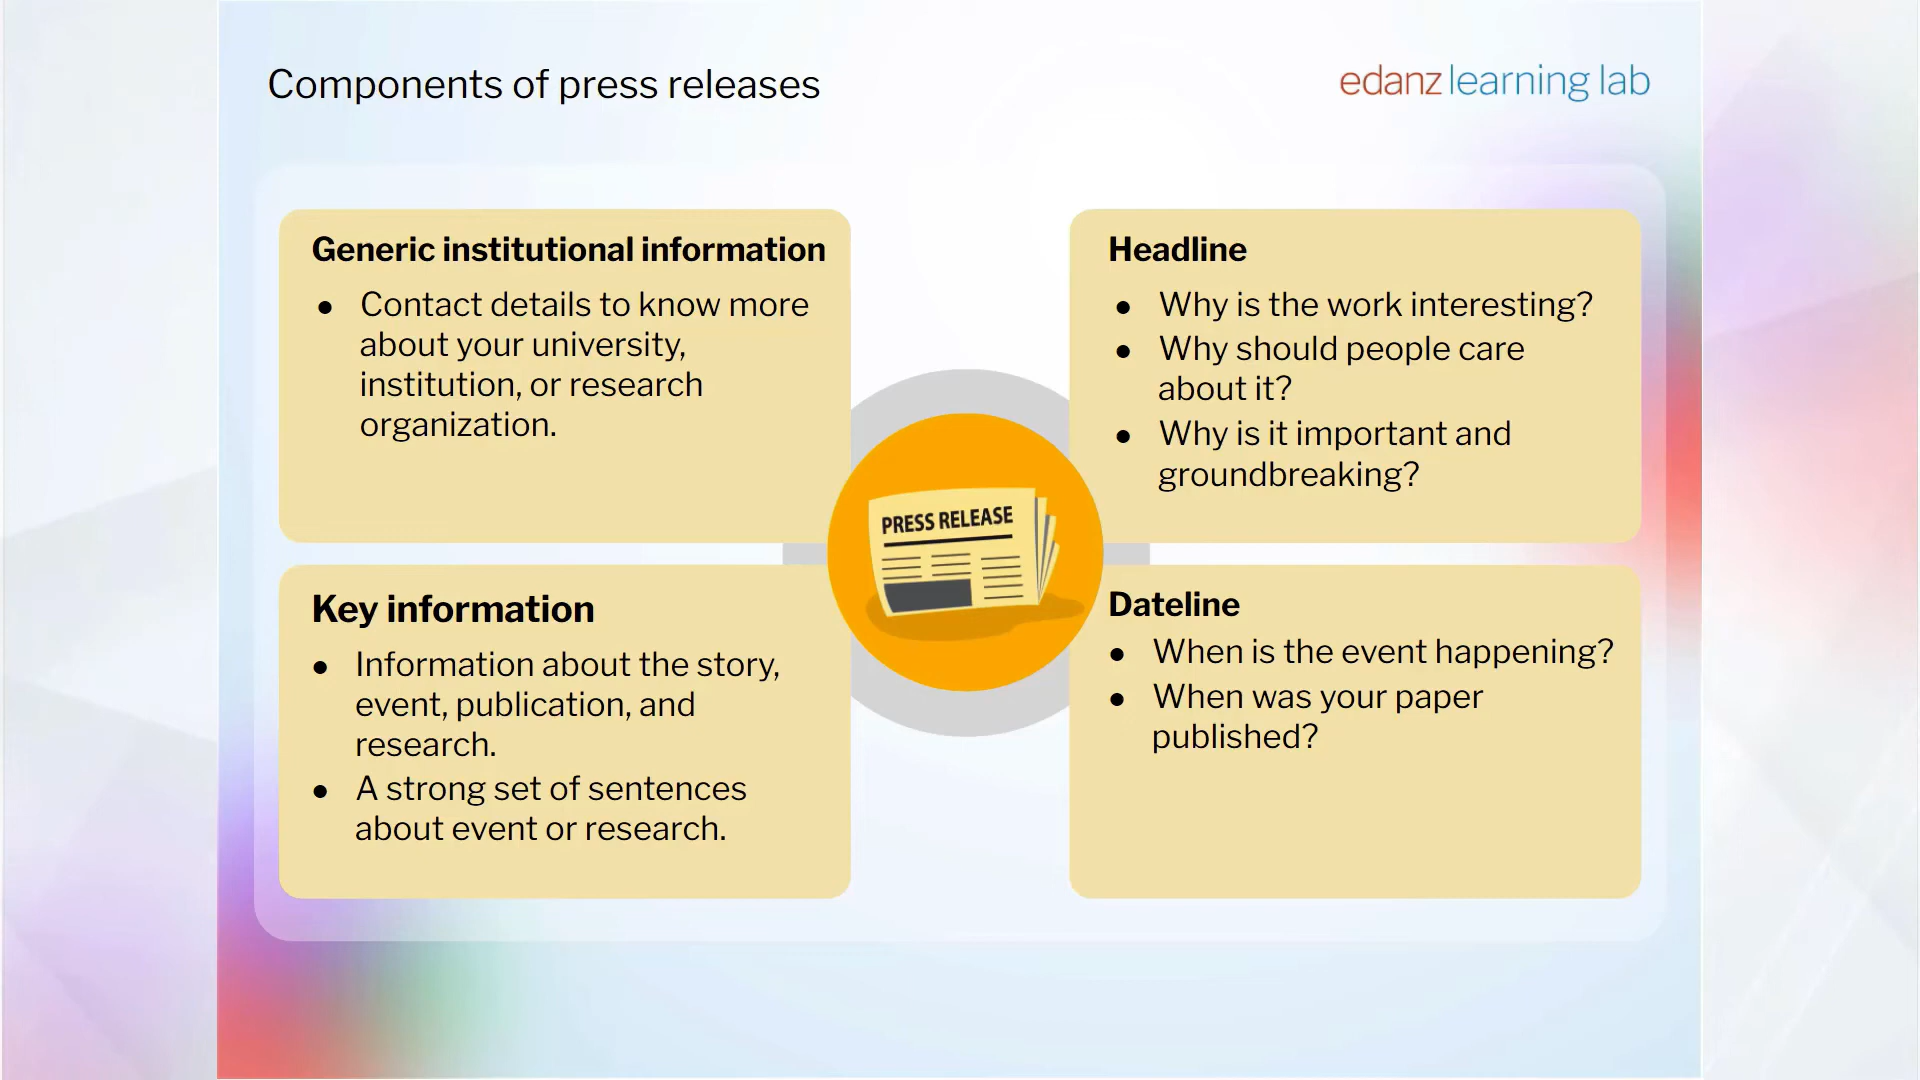 Components of press releases
edanz learning lab
Generic institutional information
● Contact details to know more
about your university,
institution, or research
organization.
Headline
● Why is the work interesting?
● Why should people care
about it?
● Why is it important and
groundbreaking?
PRESS RELEASE
Key information
● Information about the story,
event, publication, and
research.
● A strong set of sentences
about event or research.
Dateline
● When is the event happening?
● When was your paper
published?